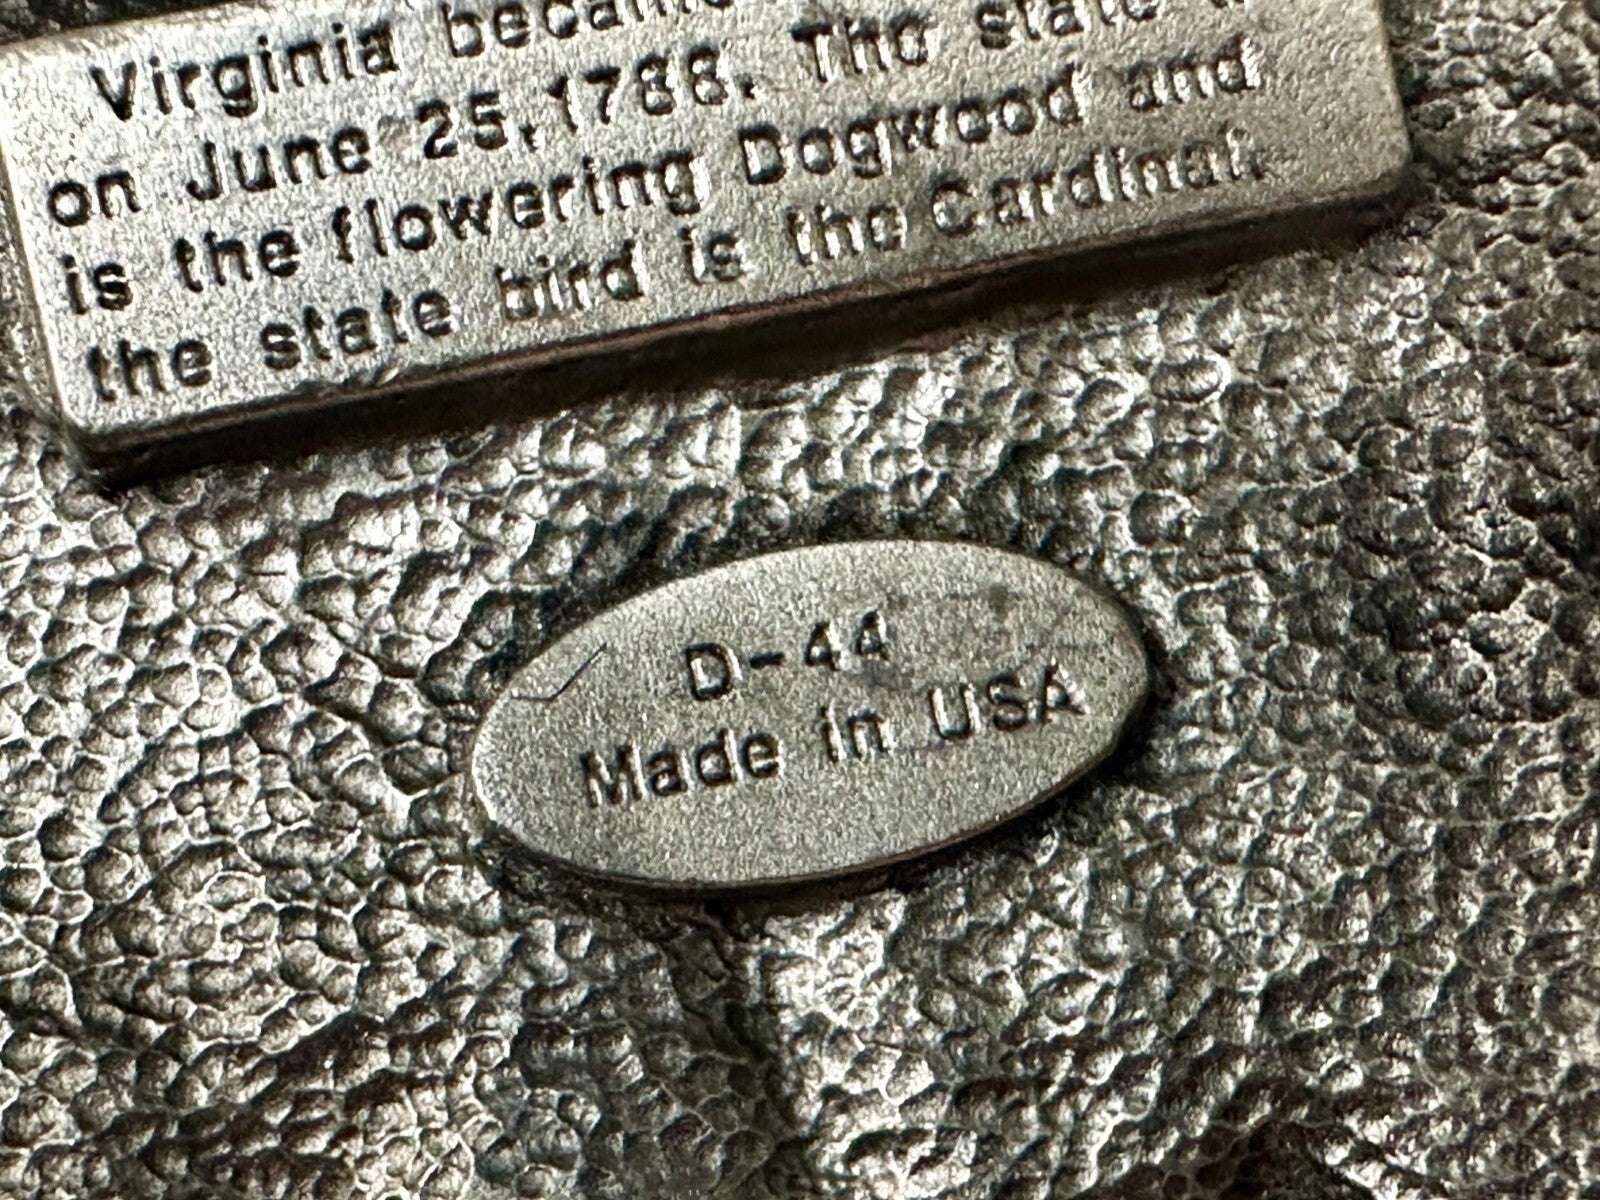 Virginia became
on June 25, 1788. The state
is the flowering Dogwood and
the state bird is the Cardinal.
D-44
Made in USA